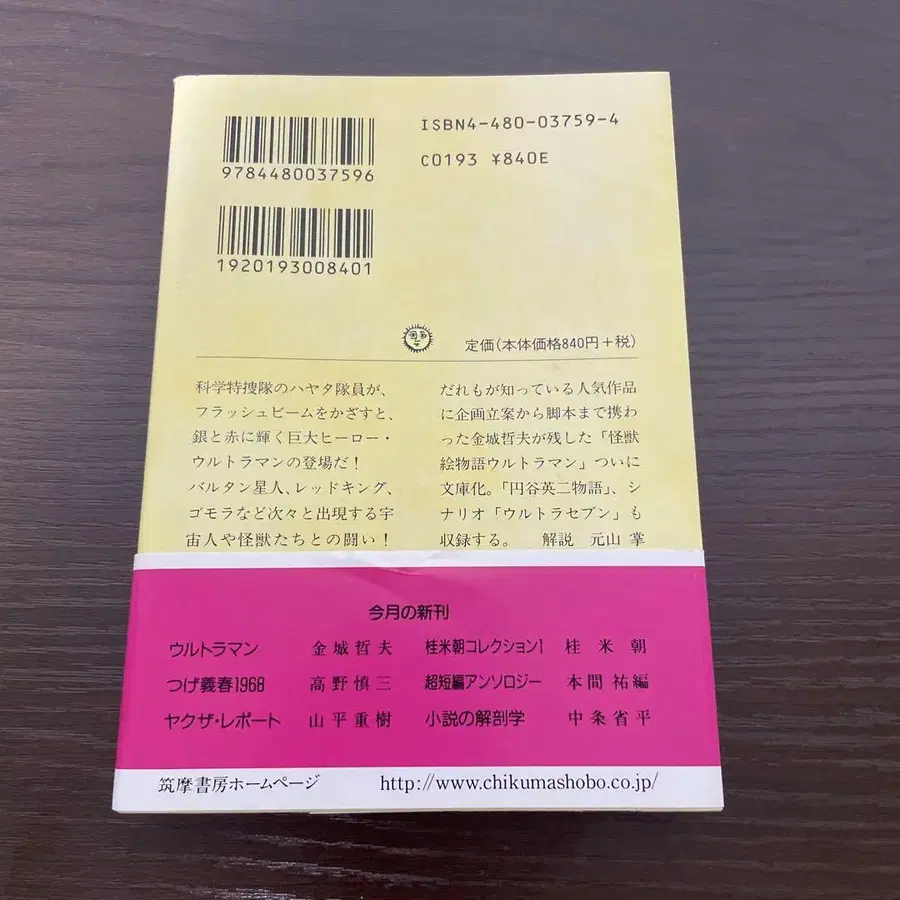 ISBN4-480-03759-4
C0193 ¥840E
9784480037596
1920193008401
定価(本体価格840円+税)
科学特捜隊のハヤタ隊員が、
フラッシュビームをかざすと、
銀と赤に輝く巨大ヒーロー・
ウルトラマンの登場だ!
バルタン星人、レッドキング、
ゴモラなど次々と出現する宇
宙人や怪獣たちとの闘い!
だれもが知っている人気作品
に企画立案から脚本まで携わ
った金城哲夫が残した「怪獣
絵物語ウルトラマン」ついに
文庫化。「円谷英二物語」、シ
ナリオ「ウルトラセブン」も
収録する。 解説 元山 掌
今月の新刊
ウルトラマン 金城哲夫
つげ義春1968 高野慎三
ヤクザ・レポート 山平重樹
桂米朝コレクション1 桂米朝
超短編アンソロジー 本間祐編
小説の解剖学 中条省平
筑摩書房ホームページ http://www.chikumashobo.co.jp/